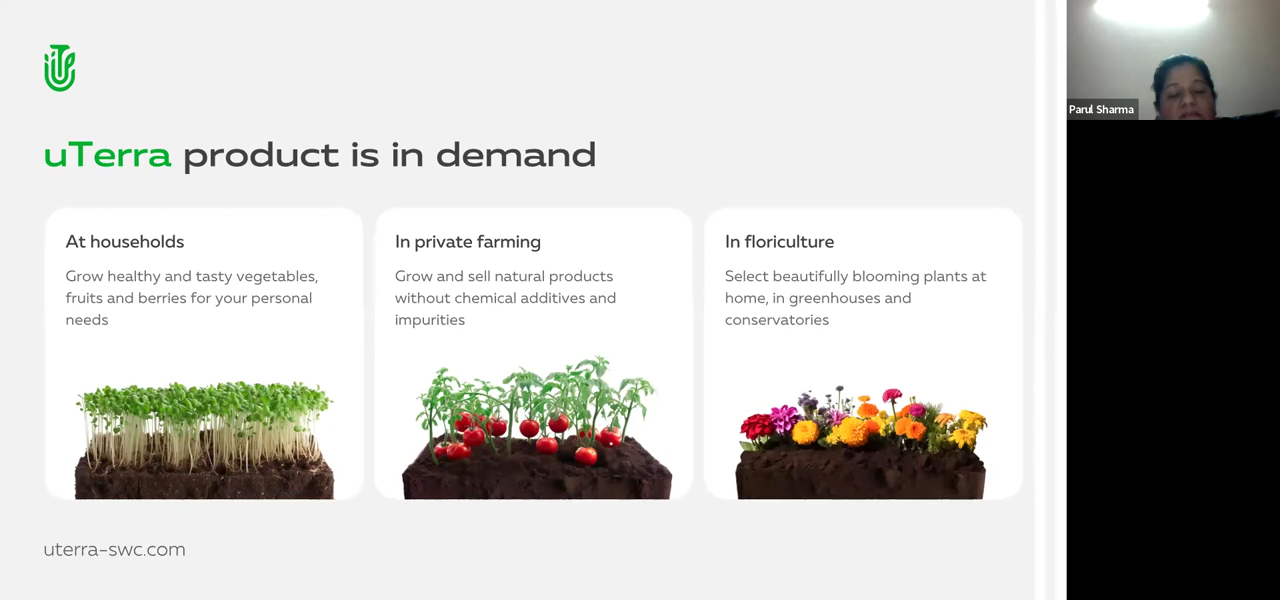 uTerra product is in demand
At households
Grow healthy and tasty vegetables,
fruits and berries for your personal
needs
In private farming
Grow and sell natural products
without chemical additives and
impurities
In floriculture
Select beautifully blooming plants at
home, in greenhouses and
conservatories
uterra-swc.com
Parul Sharma